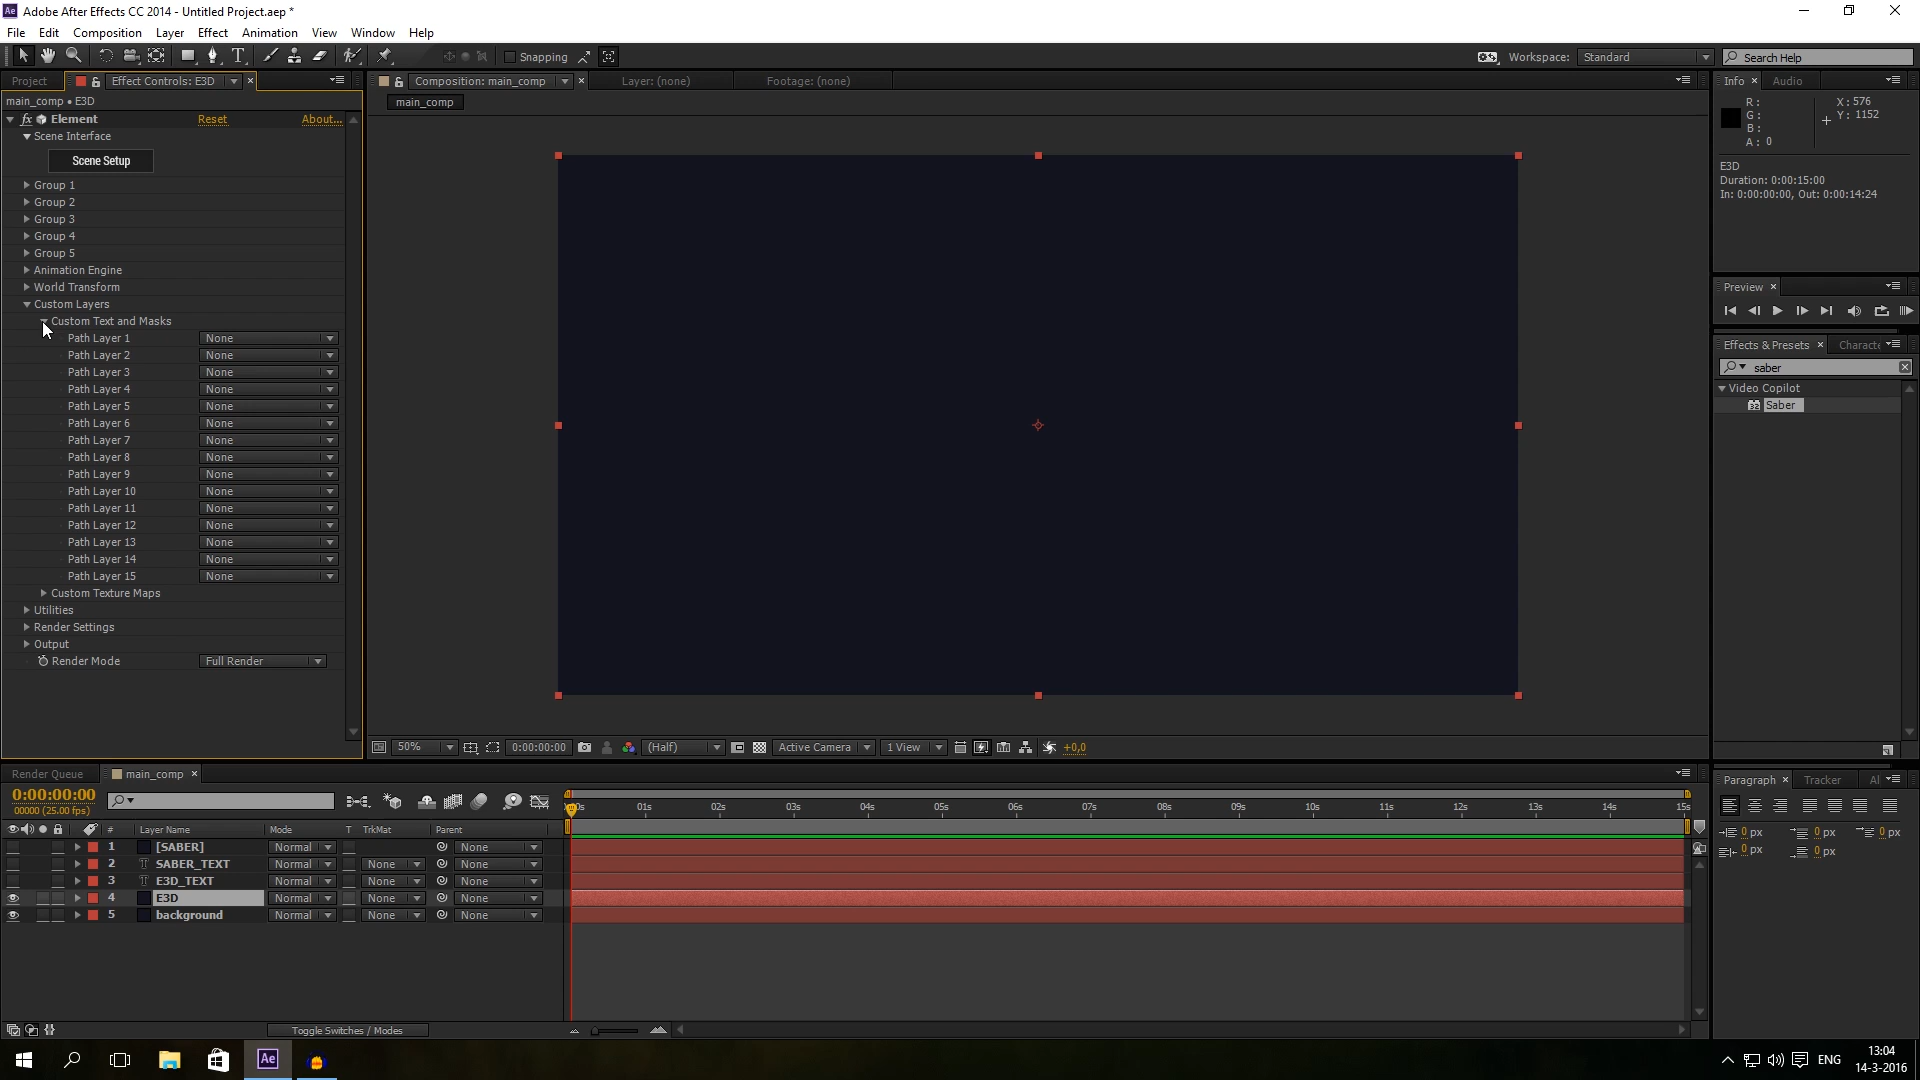 Ae Adobe After Effects CC 2014 - Untitled Project.aep *
File Edit Composition Layer Effect Animation View Window Help
Snapping
Workspace: Standard Search Help
Project Effect Controls: E3D
main_comp • E3D
fx Element Reset About...
Scene Interface
Scene Setup
Group 1
Group 2
Group 3
Group 4
Group 5
Animation Engine
World Transform
Custom Layers
Custom Text and Masks
Path Layer 1 None
Path Layer 2 None
Path Layer 3 None
Path Layer 4 None
Path Layer 5 None
Path Layer 6 None
Path Layer 7 None
Path Layer 8 None
Path Layer 9 None
Path Layer 10 None
Path Layer 11 None
Path Layer 12 None
Path Layer 13 None
Path Layer 14 None
Path Layer 15 None
Custom Texture Maps
Utilities
Render Settings
Output
Render Mode Full Render
Composition: main_comp Layer: (none) Footage: (none)
main_comp
50% 0:00:00:00 (Half) Active Camera 1 View +0,0
Info Audio
R: X: 576
G: Y: 1152
B:
A: 0
E3D
Duration: 0:00:15:00
In: 0:00:00:00, Out: 0:00:14:24
Preview
Effects & Presets Characte
saber
Video Copilot
32 Saber
Paragraph Tracker Al
0 px 0 px 0 px
0 px 0 px
Render Queue main_comp
0:00:00:00
00000 (25.00 fps)
# Layer Name Mode T TrkMat Parent
1 [SABER] Normal None
2 T SABER_TEXT Normal None None
3 T E3D_TEXT Normal None None
4 E3D Normal None None
5 background Normal None None
01s 02s 03s 04s 05s 06s 07s 08s 09s 10s 11s 12s 13s 14s 15s
Toggle Switches / Modes
Ae
ENG
13:04
14-3-2016